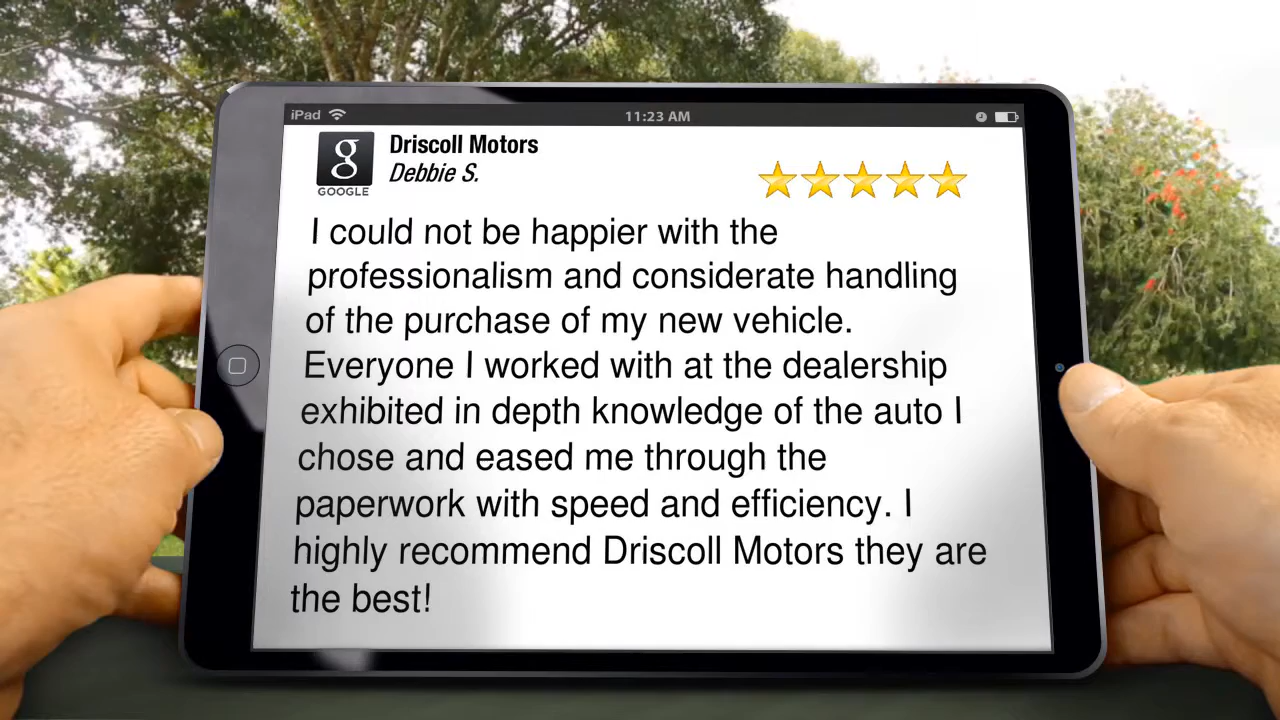 iPad 11:23 AM
g
GOOGLE
Driscoll Motors
Debbie S.
I could not be happier with the
professionalism and considerate handling
of the purchase of my new vehicle.
Everyone I worked with at the dealership
exhibited in depth knowledge of the auto I
chose and eased me through the
paperwork with speed and efficiency. I
highly recommend Driscoll Motors they are
the best!